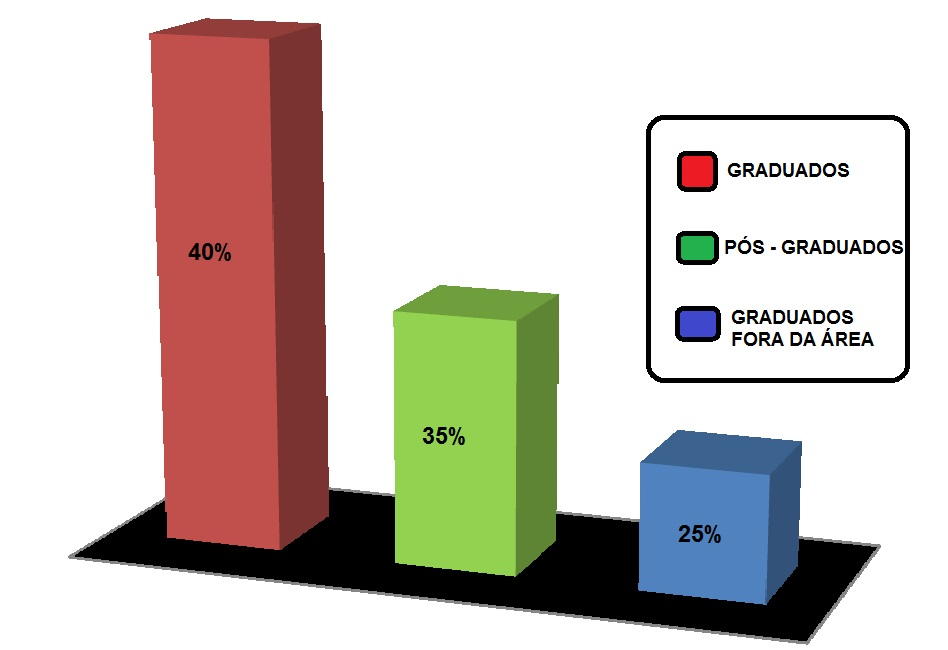 40%
35%
25%
GRADUADOS
PÓS - GRADUADOS
GRADUADOS
FORA DA ÁREA